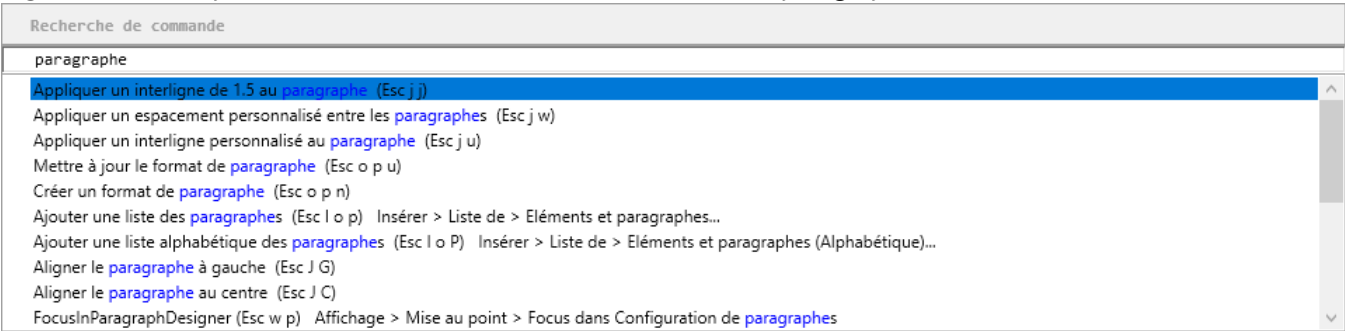 Recherche de commande
paragraphe
Appliquer un interligne de 1.5 au paragraphe (Esc j j)
Appliquer un espacement personnalisé entre les paragraphes (Esc j w)
Appliquer un interligne personnalisé au paragraphe (Esc j u)
Mettre à jour le format de paragraphe (Esc o p u)
Créer un format de paragraphe (Esc o p n)
Ajouter une liste des paragraphes (Esc l o p) Insérer > Liste de > Eléments et paragraphes...
Ajouter une liste alphabétique des paragraphes (Esc l o P) Insérer > Liste de > Eléments et paragraphes (Alphabétique)...
Aligner le paragraphe à gauche (Esc J G)
Aligner le paragraphe au centre (Esc J C)
FocusInParagraphDesigner (Esc w p) Affichage > Mise au point > Focus dans Configuration de paragraphes